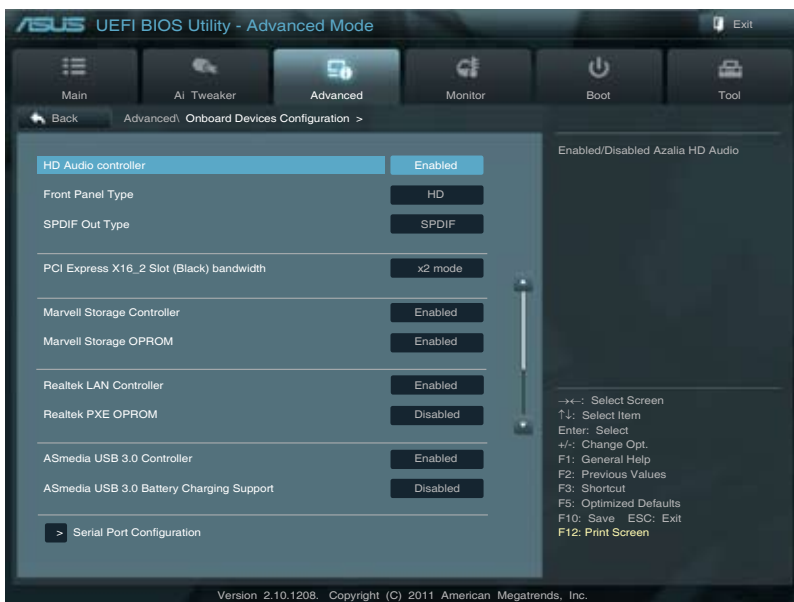 ASUS UEFI BIOS Utility - Advanced Mode
Exit
Main Ai Tweaker Advanced Monitor Boot Tool
Back Advanced\ Onboard Devices Configuration >
HD Audio controller Enabled
Front Panel Type HD
SPDIF Out Type SPDIF
PCI Express X16_2 Slot (Black) bandwidth x2 mode
Marvell Storage Controller Enabled
Marvell Storage OPROM Enabled
Realtek LAN Controller Enabled
Realtek PXE OPROM Disabled
ASmedia USB 3.0 Controller Enabled
ASmedia USB 3.0 Battery Charging Support Disabled
> Serial Port Configuration
Enabled/Disabled Azalia HD Audio
→←: Select Screen
↑↓: Select Item
Enter: Select
+/-: Change Opt.
F1: General Help
F2: Previous Values
F3: Shortcut
F5: Optimized Defaults
F10: Save ESC: Exit
F12: Print Screen
Version 2.10.1208. Copyright (C) 2011 American Megatrends, Inc.